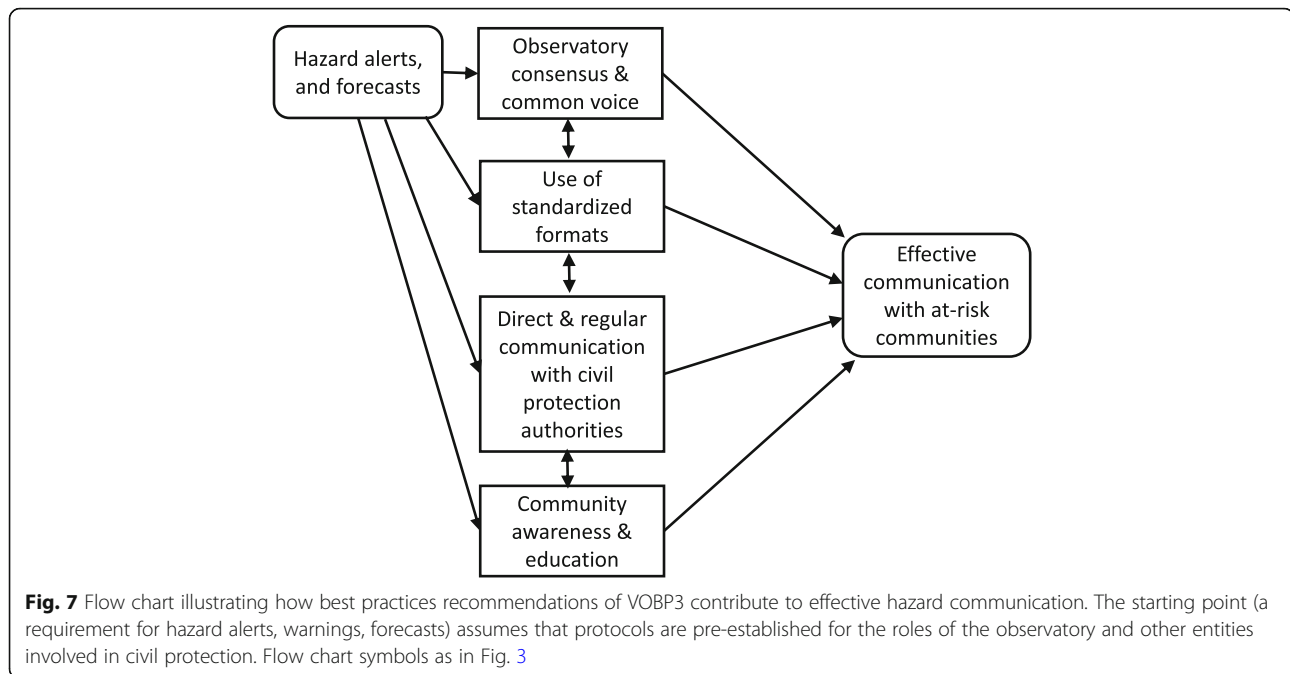 Hazard alerts,
and forecasts
Observatory
consensus &
common voice
Use of
standardized
formats
Direct & regular
communication
with civil
protection
authorities
Community
awareness &
education
Effective
communication
with at-risk
communities
Fig. 7 Flow chart illustrating how best practices recommendations of VOBP3 contribute to effective hazard communication. The starting point (a
requirement for hazard alerts, warnings, forecasts) assumes that protocols are pre-established for the roles of the observatory and other entities
involved in civil protection. Flow chart symbols as in Fig. 3